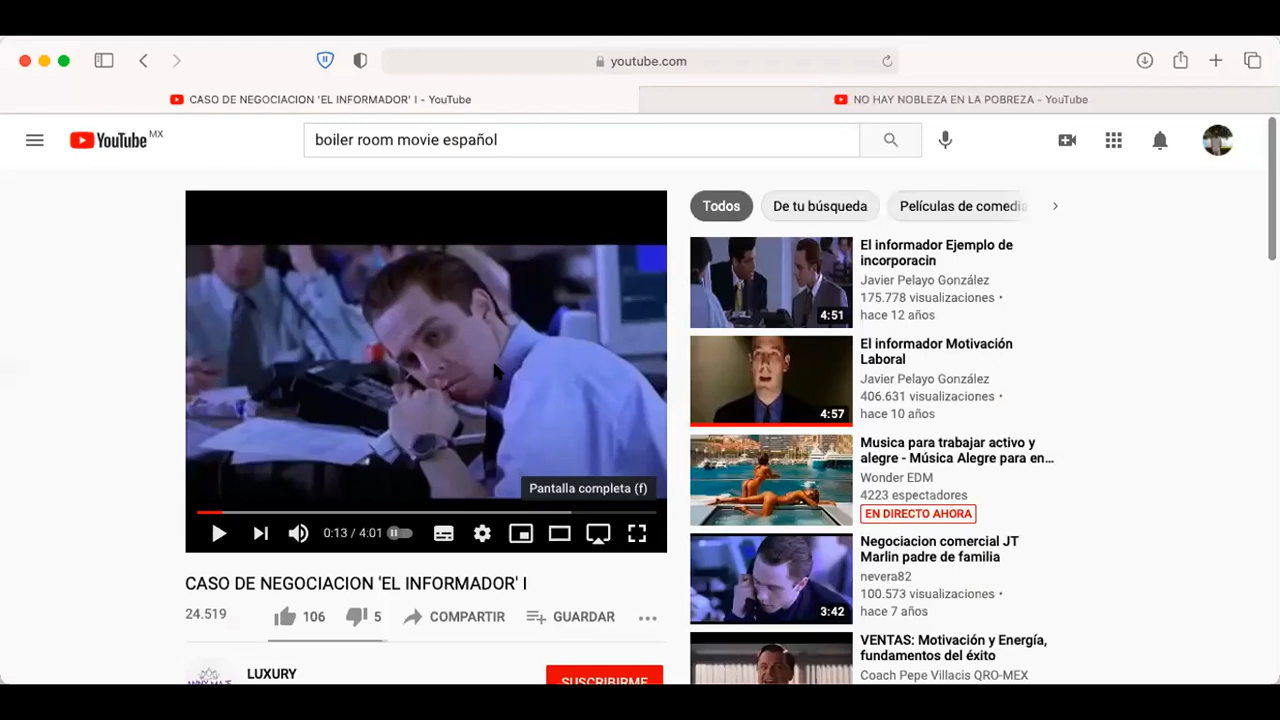 youtube.com
CASO DE NEGOCIACION 'EL INFORMADOR' I - YouTube
NO HAY NOBLEZA EN LA POBREZA - YouTube
YouTube MX
boiler room movie español
Todos
De tu búsqueda
Películas de comedia
El informador Ejemplo de
incorporacin
Javier Pelayo González
175.778 visualizaciones •
hace 12 años
4:51
El informador Motivación
Laboral
Javier Pelayo González
406.631 visualizaciones •
hace 10 años
4:57
Musica para trabajar activo y
alegre - Música Alegre para en...
Wonder EDM
4223 espectadores
EN DIRECTO AHORA
Pantalla completa (f)
0:13 / 4:01
Negociacion comercial JT
Marlin padre de familia
nevera82
100.573 visualizaciones •
hace 7 años
3:42
CASO DE NEGOCIACION 'EL INFORMADOR' I
24.519
106
5
COMPARTIR
GUARDAR
VENTAS: Motivación y Energía,
fundamentos del éxito
Coach Pepe Villacis QRO-MEX
LUXURY
SUSCRIBIRME